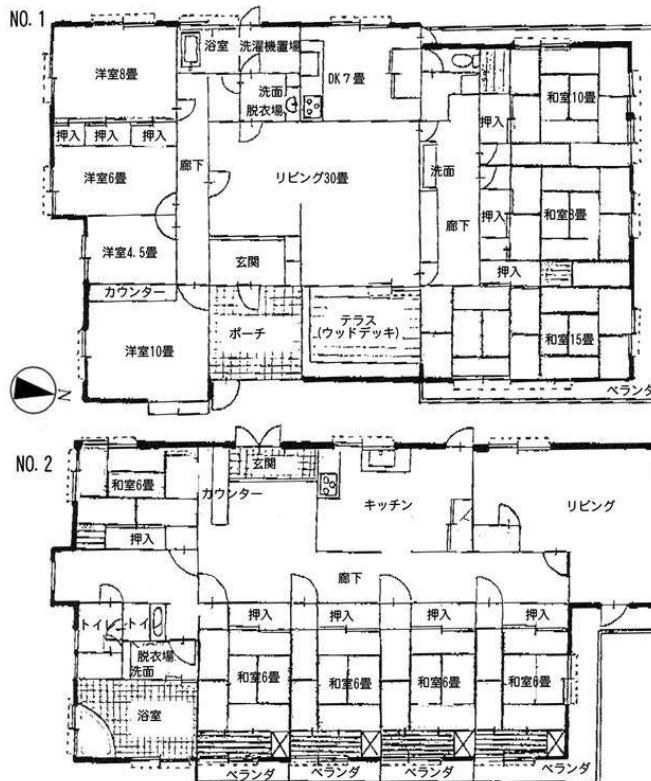 NO. 1
浴室
洗濯機置場
洋室8畳
DK7畳
洗面
脱衣場
和室10畳
押入
押入
押入
押入
洋室6畳
廊下
リビング30畳
洗面
和室8畳
押入
廊下
洋室4.5畳
玄関
押入
カウンター
ポーチ
テラス
(ウッドデッキ)
洋室10畳
和室15畳
N
ベランダ
NO. 2
玄関
和室6畳
カウンター
キッチン
リビング
押入
廊下
押入
押入
押入
押入
トイレ
トイレ
脱衣場
洗面
和室6畳
和室6畳
和室6畳
和室6畳
浴室
ベランダ
ベランダ
ベランダ
ベランダ